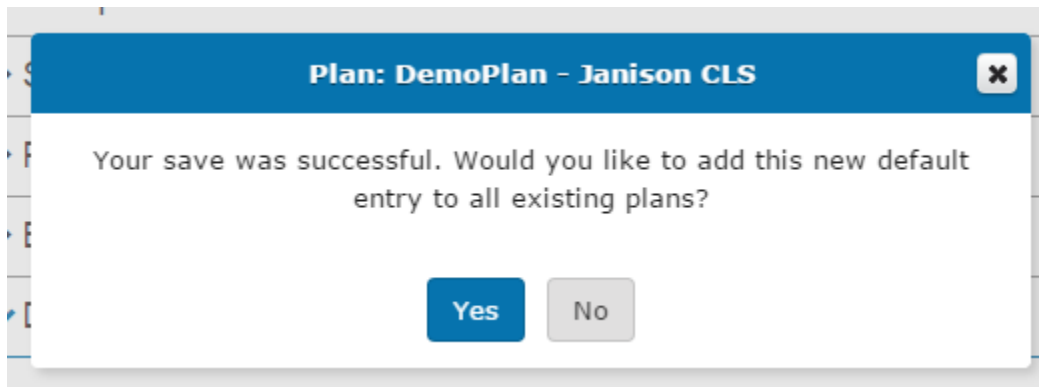 Plan: DemoPlan - Janison CLS
Your save was successful. Would you like to add this new default
entry to all existing plans?
Yes No